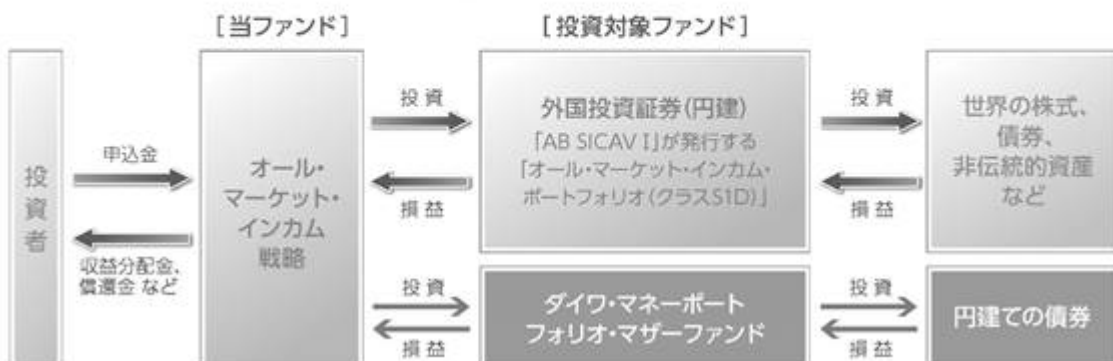 [当ファンド]
[投資対象ファンド]
投資者
申込金
収益分配金、
償還金 など
オール・
マーケット・
インカム
戦略
投資
損益
外国投資証券(円建)
「AB SICAV I」が発行する
「オール・マーケット・インカム・
ポートフォリオ(クラスS1D)」
投資
損益
世界の株式、
債券、
非伝統的資産
など
投資
損益
ダイワ・マネーポート
フォリオ・マザーファンド
投資
損益
円建ての債券